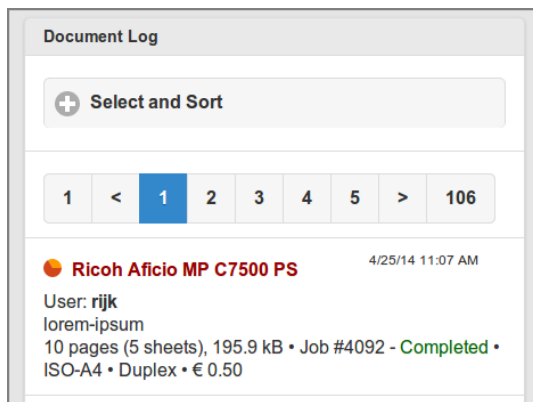 Document Log
Select and Sort
1 < 1 2 3 4 5 > 106
Ricoh Aficio MP C7500 PS 4/25/14 11:07 AM
User: rijk
lorem-ipsum
10 pages (5 sheets), 195.9 kB • Job #4092 - Completed •
ISO-A4 • Duplex • € 0.50